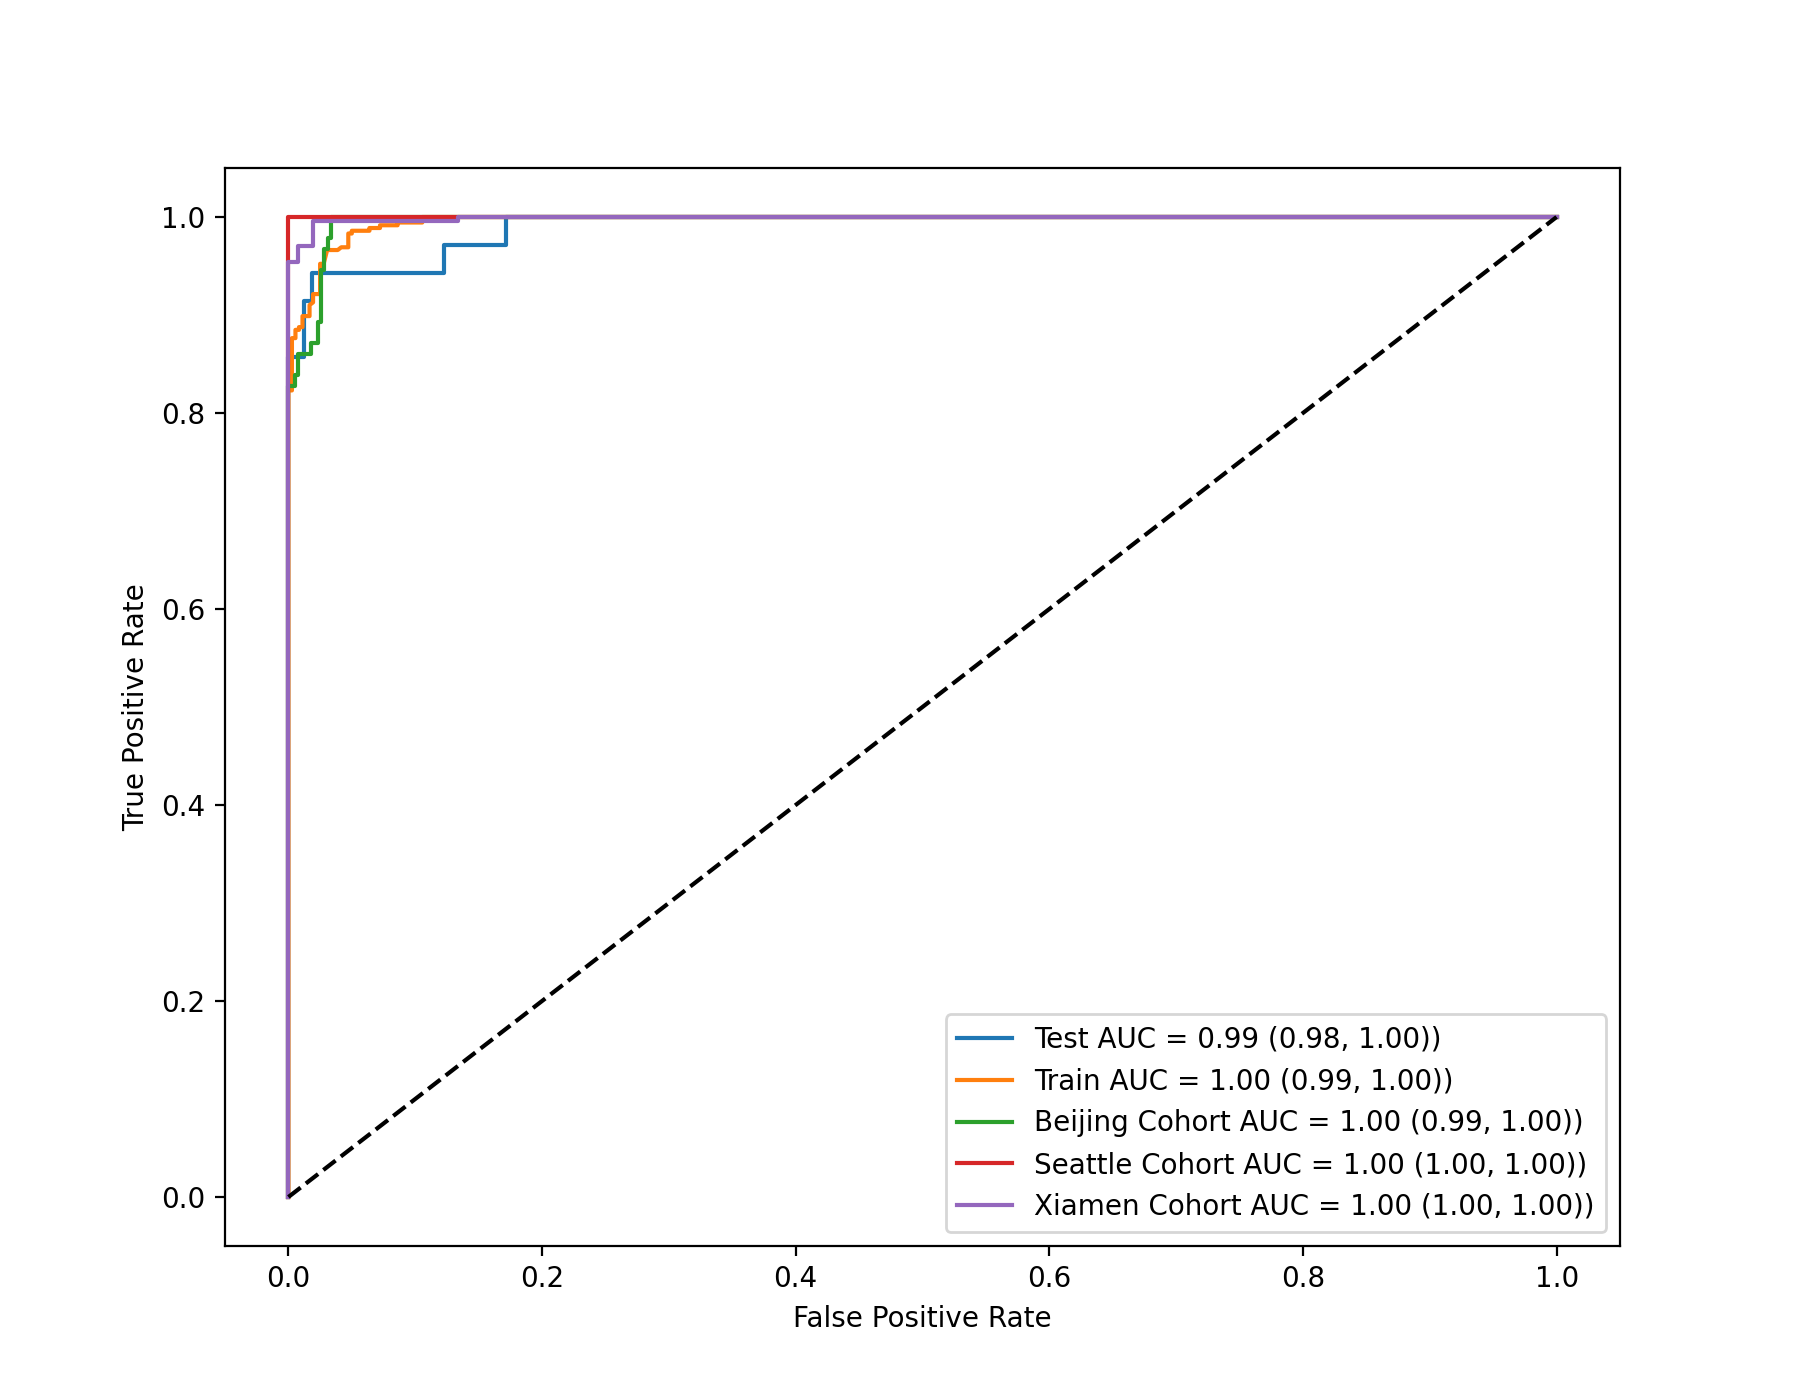 1.0
0.8
0.6
0.4
0.2
0.0
True Positive Rate
0.0 0.2 0.4 0.6 0.8 1.0
False Positive Rate
Test AUC = 0.99 (0.98, 1.00))
Train AUC = 1.00 (0.99, 1.00))
Beijing Cohort AUC = 1.00 (0.99, 1.00))
Seattle Cohort AUC = 1.00 (1.00, 1.00))
Xiamen Cohort AUC = 1.00 (1.00, 1.00))